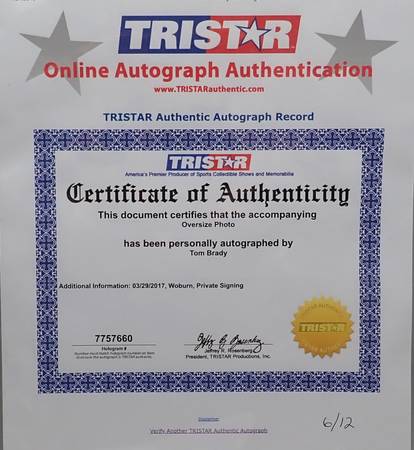 TRISTAR
Online Autograph Authentication
www.TRISTARauthentic.com
TRISTAR Authentic Autograph Record
TRISTAR
America's Premier Producer of Sports Collectible Shows and Memorabilia
Certificate of Authenticity
This document certifies that the accompanying
Oversize Photo
has been personally autographed by
Tom Brady
Additional Information: 03/29/2017, Woburn, Private Signing
7757660
Hologram #
Jeffrey R. Rosenberg
President, TRISTAR Productions, Inc.
TRISTAR
Disclaimer
Verify Another TRISTAR Authentic Autograph
6/12